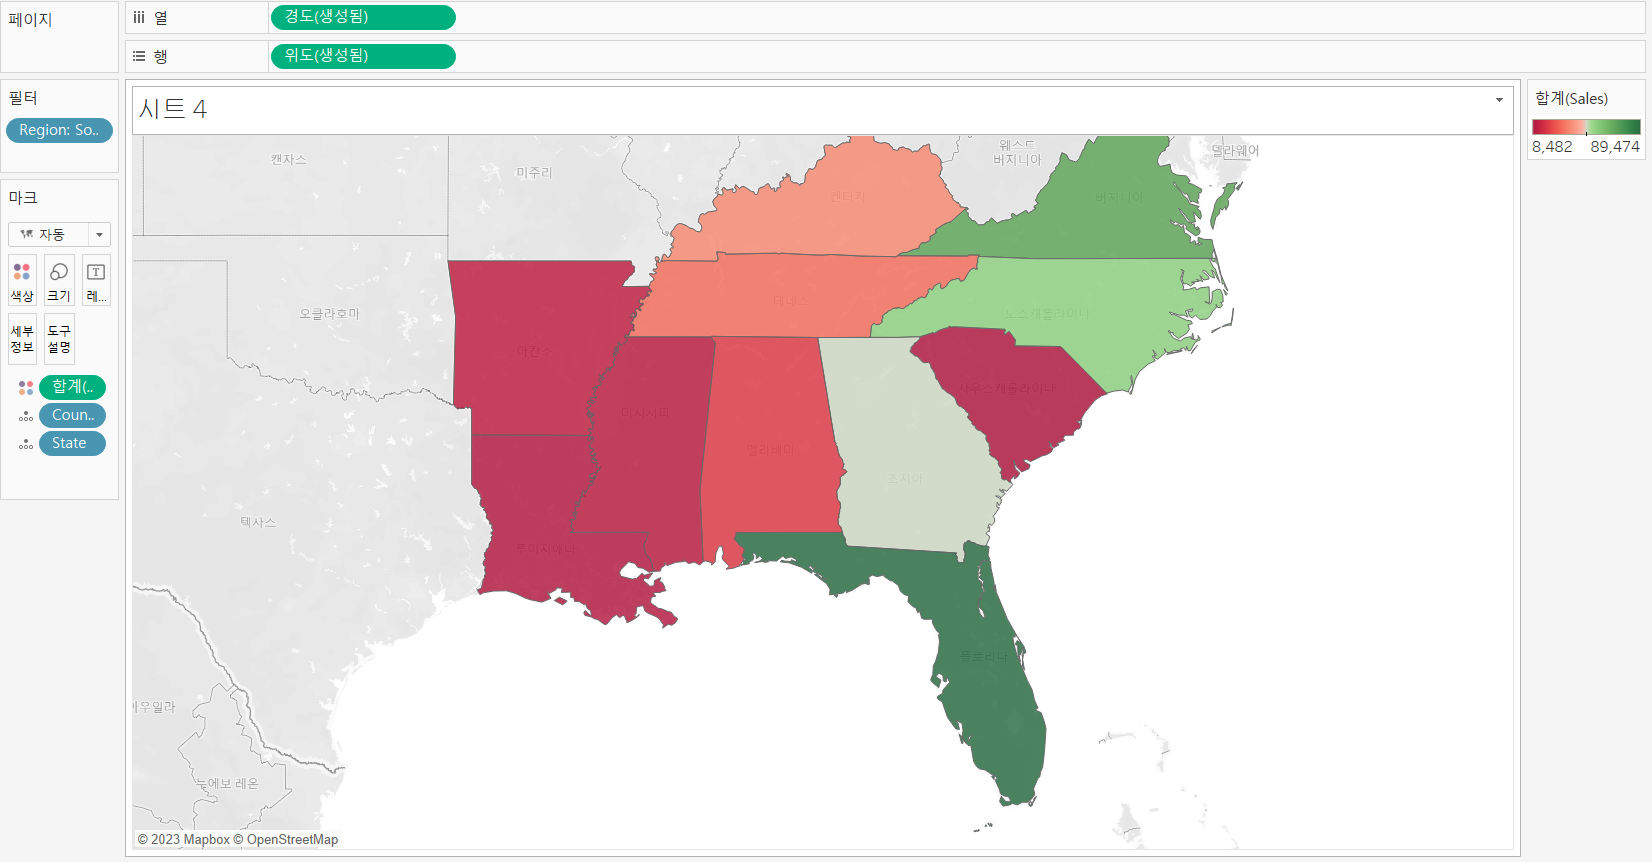 페이지
열
경도(생성됨)
행
위도(생성됨)
필터
Region: So..
마크
자동
색상
크기
레...
세부
정보
도구
설명
합계(..
Coun..
State
시트 4
캔자스
미주리
웨스트
버지니아
델라웨어
켄터키
버지니아
오클라호마
테네스
노스캐롤라이나
아칸소
사우스캐롤라이나
미시시피
앨라배마
조지아
텍사스
루이지애나
플로리다
아우일라
누에보 레온
© 2023 Mapbox © OpenStreetMap
합계(Sales)
8,482
89,474